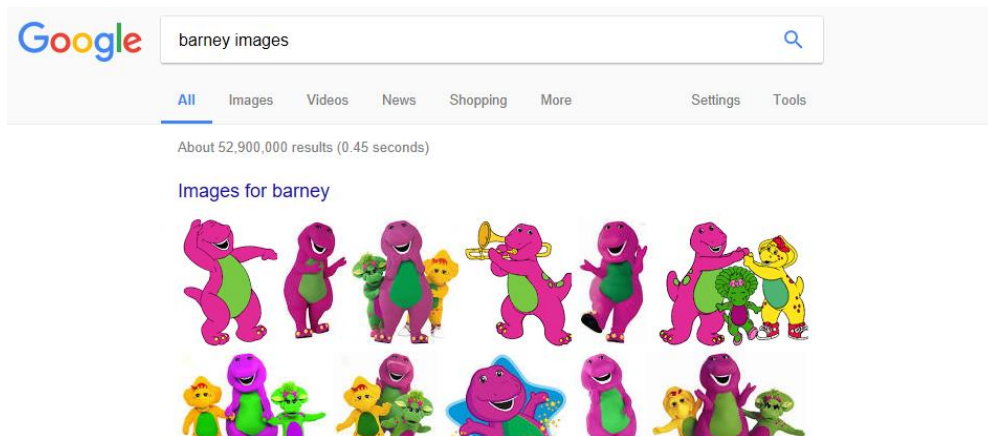 Google barney images
All Images Videos News Shopping More Settings Tools
About 52,900,000 results (0.45 seconds)
Images for barney